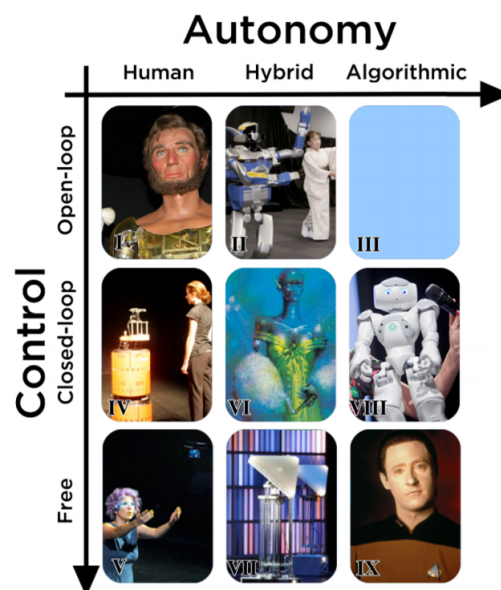 Autonomy
Human Hybrid Algorithmic
Control
Open-loop
I
II
III
Closed-loop
IV
VI
VIII
Free
V
VII
IX